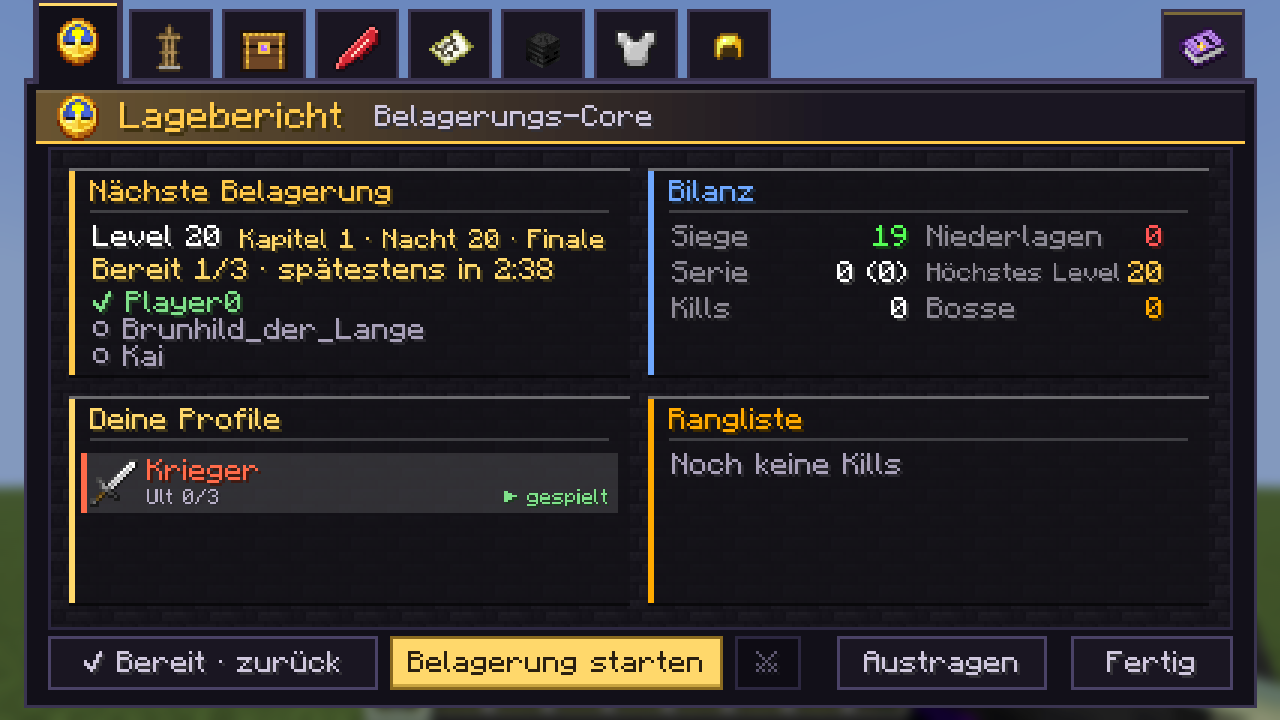 Lagebericht Belagerungs-Core
Nächste Belagerung
Level 20 Kapitel 1 · Nacht 20 · Finale
Bereit 1/3 · spätestens in 2:38
✔ Player0
○ Brunhild_der_Lange
○ Kai
Bilanz
Siege 19 Niederlagen 0
Serie 0 (0) Höchstes Level 20
Kills 0 Bosse 0
Deine Profile
Krieger
Ult 0/3 ► gespielt
Rangliste
Noch keine Kills
✔ Bereit · zurück
Belagerung starten
Austragen
Fertig